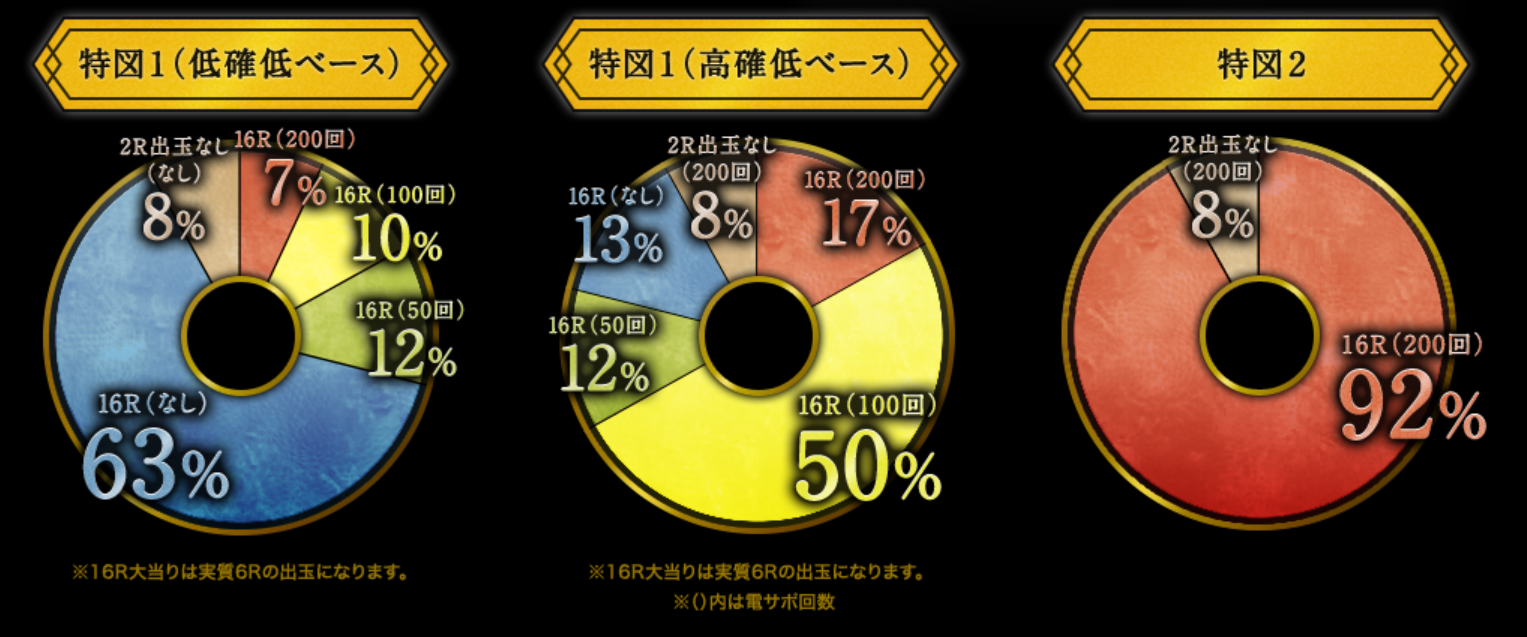 特図1(低確低ベース)
2R出玉なし
(なし)
8%
16R(200回)
7%
16R(100回)
10%
16R(50回)
12%
16R(なし)
63%
※16R大当りは実質6Rの出玉になります。
特図1(高確低ベース)
2R出玉なし
(200回)
8%
16R(200回)
17%
16R(なし)
13%
16R(50回)
12%
16R(100回)
50%
※16R大当りは実質6Rの出玉になります。
※()内は電サポ回数
特図2
2R出玉なし
(200回)
8%
16R(200回)
92%